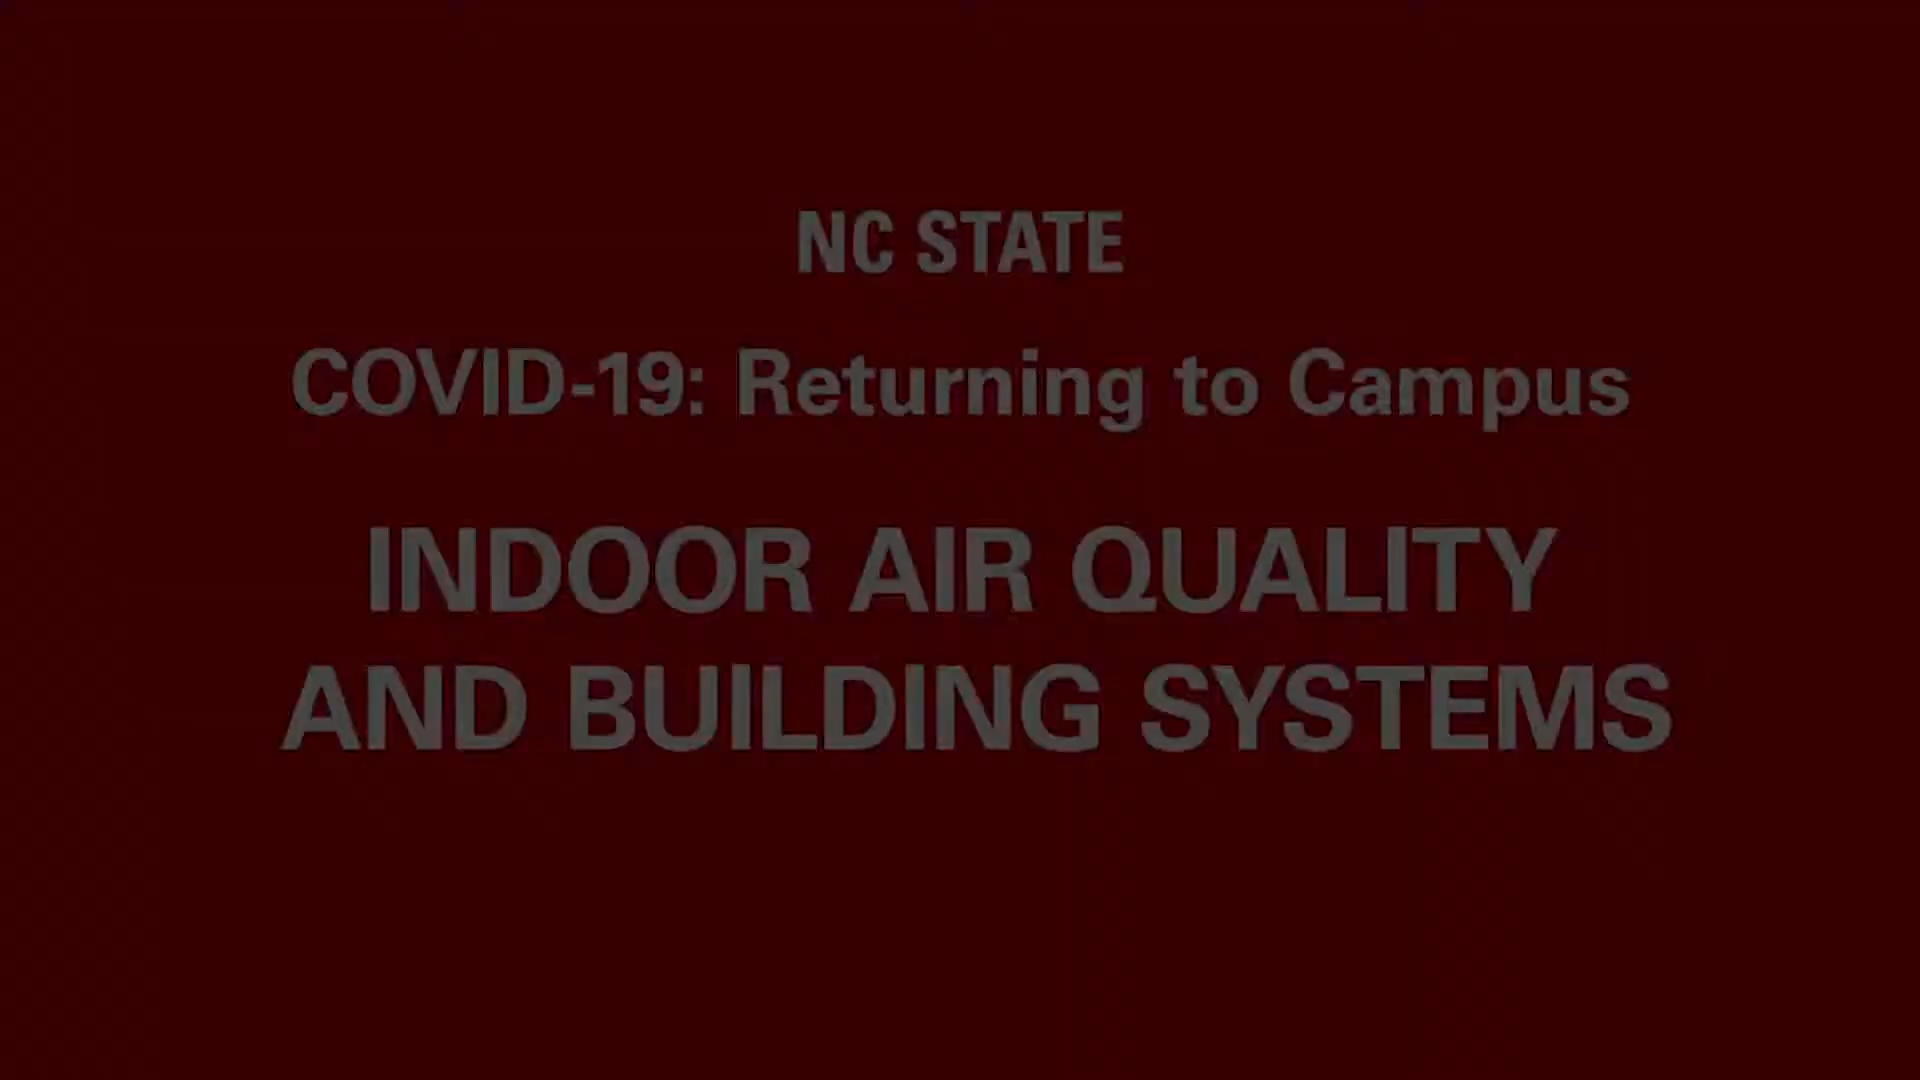 NC STATE
COVID-19: Returning to Campus
INDOOR AIR QUALITY
AND BUILDING SYSTEMS